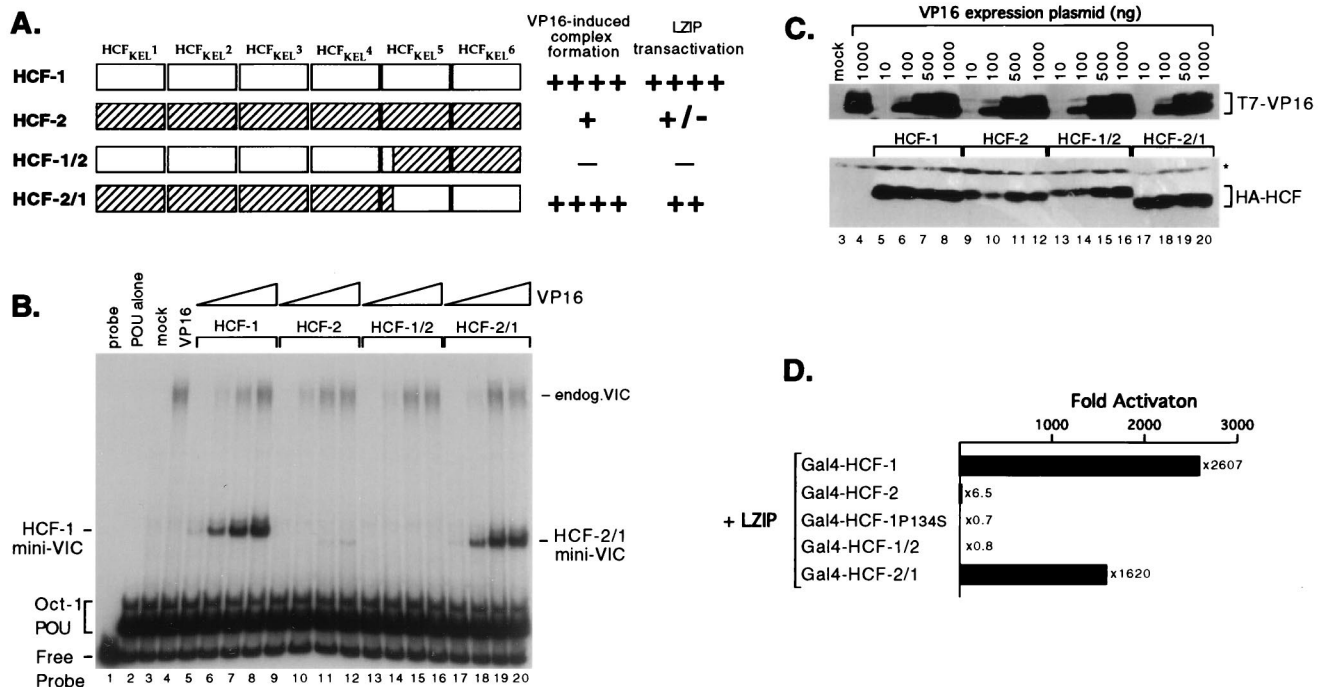 A.
HCFKEL1 HCFKEL2 HCFKEL3 HCFKEL4 HCFKEL5 HCFKEL6
VP16-induced complex formation
LZIP transactivation
HCF-1 ++++ ++++
HCF-2 + +/-
HCF-1/2 — —
HCF-2/1 ++++ ++
B.
probe POU alone mock VP16
VP16
HCF-1 HCF-2 HCF-1/2 HCF-2/1
– endog.VIC
HCF-1 –
mini-VIC
– HCF-2/1
mini-VIC
Oct-1
POU
Free –
Probe 1 2 3 4 5 6 7 8 9 10 11 12 13 14 15 16 17 18 19 20
C.
VP16 expression plasmid (ng)
mock 1000 10 100 500 1000 10 100 500 1000 10 100 500 1000 10 100 500 1000
T7-VP16
HCF-1 HCF-2 HCF-1/2 HCF-2/1
*
HA-HCF
3 4 5 6 7 8 9 10 11 12 13 14 15 16 17 18 19 20
D.
Fold Activaton
1000 2000 3000
+ LZIP
Gal4-HCF-1 x2607
Gal4-HCF-2 x6.5
Gal4-HCF-1P134S x0.7
Gal4-HCF-1/2 x0.8
Gal4-HCF-2/1 x1620